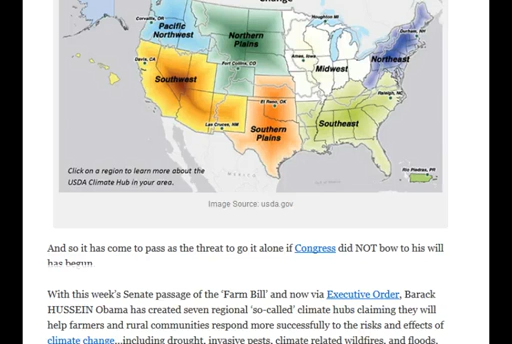 Change
Corvallis, OR
Pacific
Northwest
Northern
Plains
Houghton MI
Durham, NH
Northeast
Davis, CA
Fort Collins, CO
Ames, Iowa
Midwest
Southwest
El Reno, OK
Raleigh, NC
Las Cruces, NM
Southern
Plains
Southeast
Rio Piedras, PR
Click on a region to learn more about the
USDA Climate Hub in your area.
MEXICO
Image Source: usda.gov
And so it has come to pass as the threat to go it alone if Congress did NOT bow to his will
has begun
With this week's Senate passage of the 'Farm Bill' and now via Executive Order, Barack
HUSSEIN Obama has created seven regional 'so-called' climate hubs claiming they will
help farmers and rural communities respond more successfully to the risks and effects of
climate change...including drought, invasive pests, climate related wildfires, and floods.